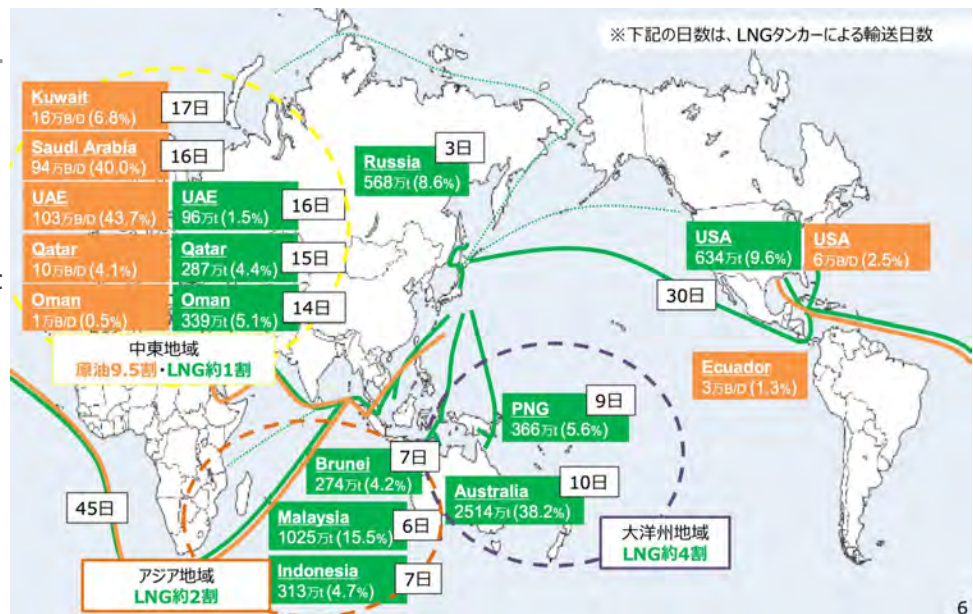 ※下記の日数は、LNGタンカーによる輸送日数
Kuwait
16万B/D (6.8%)
17日
Saudi Arabia
94万B/D (40.0%)
16日
UAE
103万B/D (43.7%)
UAE
96万t (1.5%)
16日
Qatar
10万B/D (4.1%)
Qatar
287万t (4.4%)
15日
Oman
1万B/D (0.5%)
Oman
339万t (5.1%)
14日
中東地域
原油9.5割・LNG約1割
Russia
568万t (8.6%)
3日
USA
634万t (9.6%)
USA
6万B/D (2.5%)
30日
Ecuador
3万B/D (1.3%)
PNG
366万t (5.6%)
9日
Australia
2514万t (38.2%)
10日
大洋州地域
LNG約4割
Brunei
274万t (4.2%)
7日
Malaysia
1025万t (15.5%)
6日
Indonesia
313万t (4.7%)
7日
45日
アジア地域
LNG約2割
6